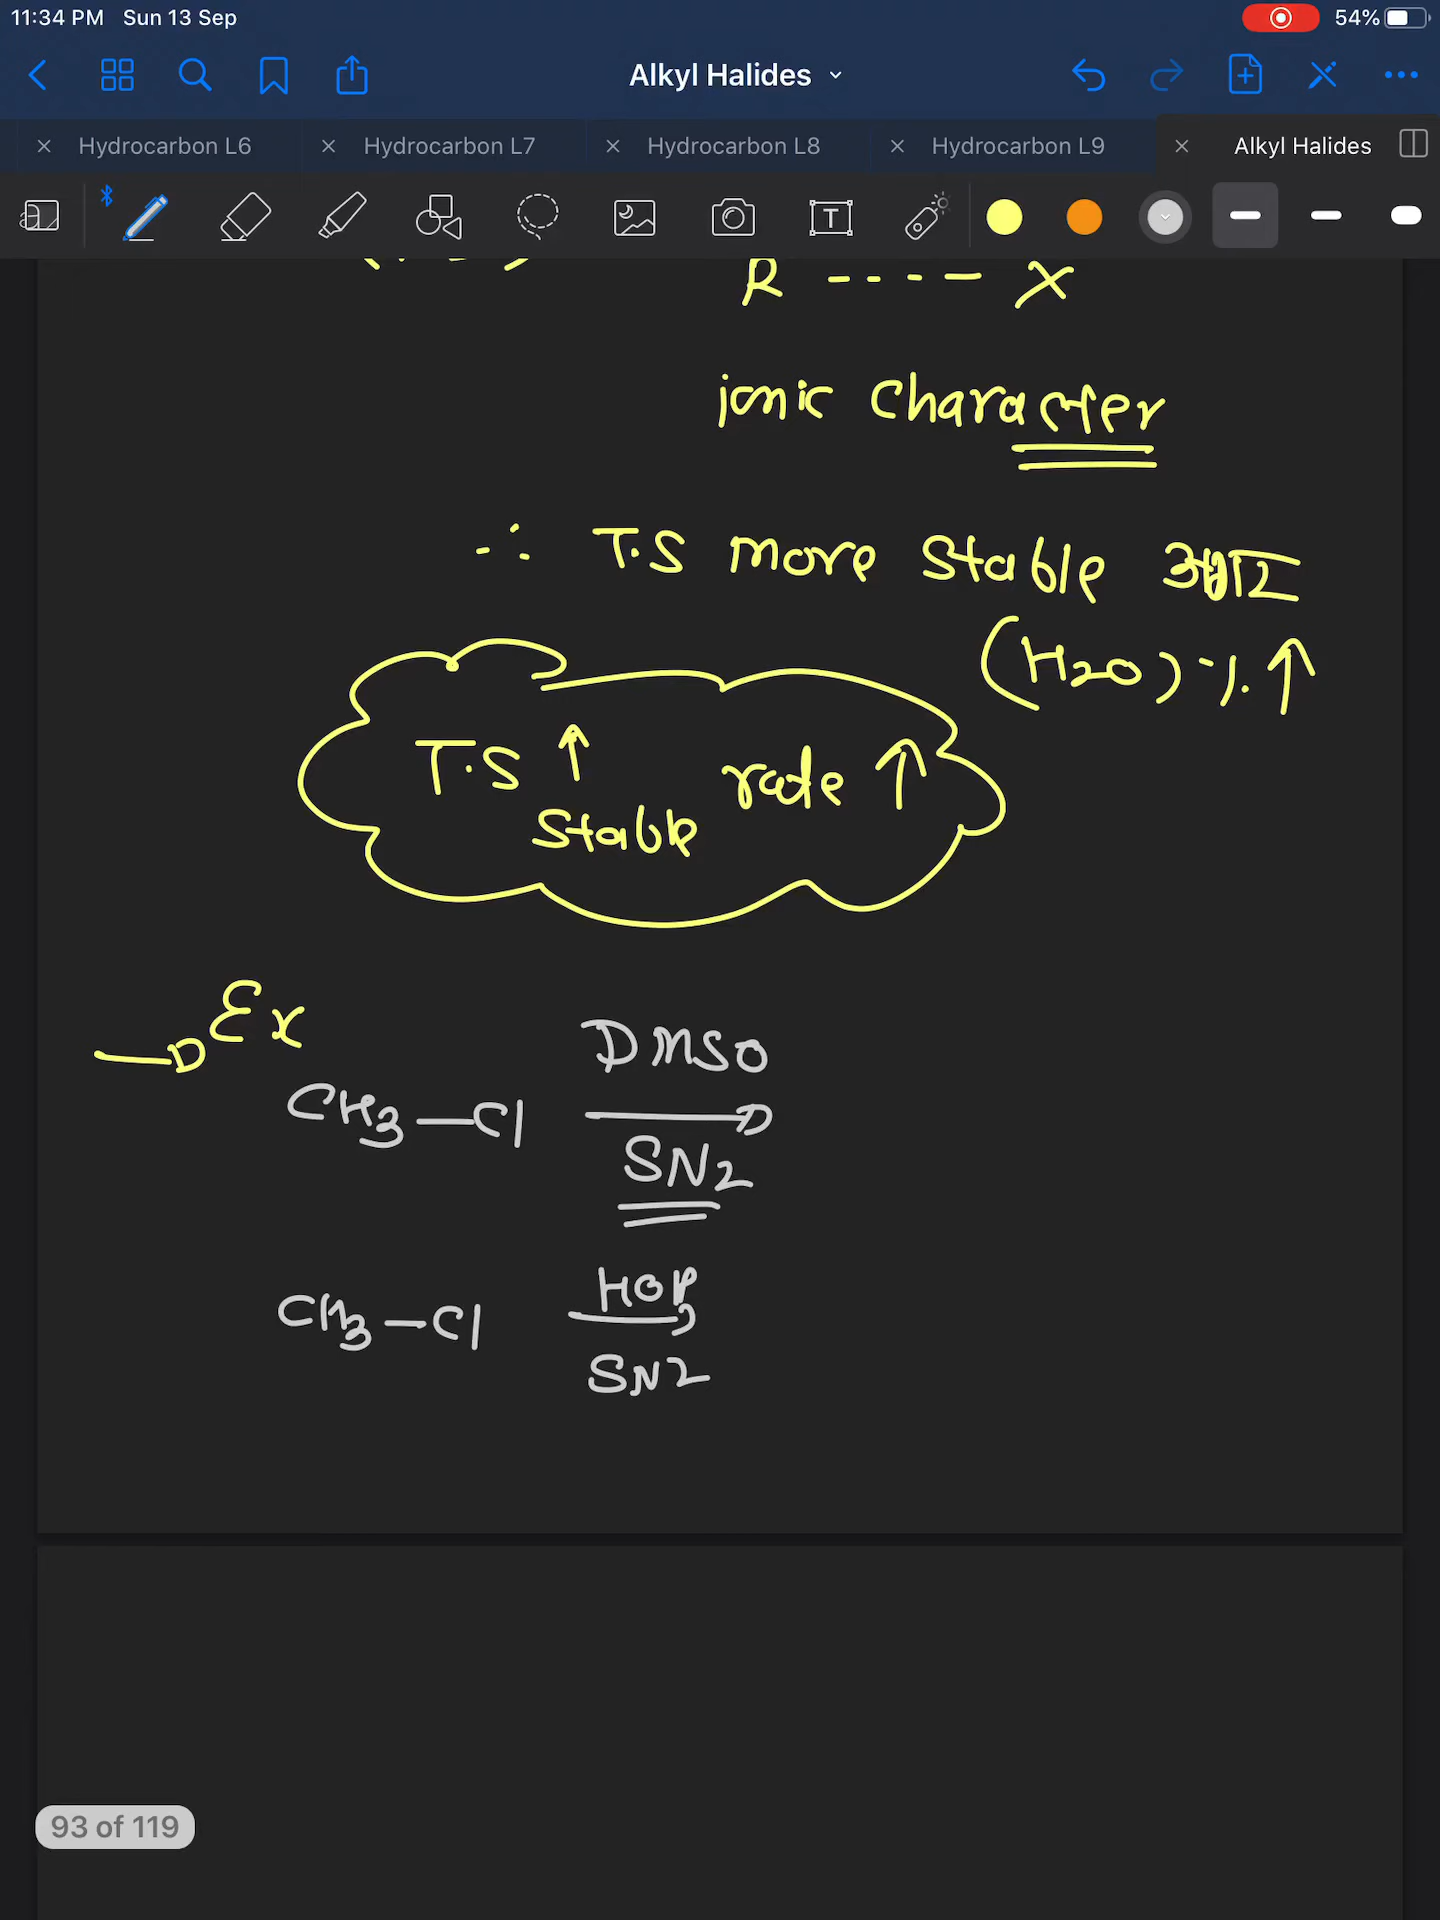 11:34 PM Sun 13 Sep 54%
Alkyl Halides
Hydrocarbon L6 Hydrocarbon L7 Hydrocarbon L8 Hydrocarbon L9 Alkyl Halides
R ---- X
ionic character
∴ T.S more stable
(H2O) % ↑
T.S ↑ rate ↑
stable
Ex
DMSO
CH3 — Cl
SN2
CH3 — Cl
SN2
93 of 119